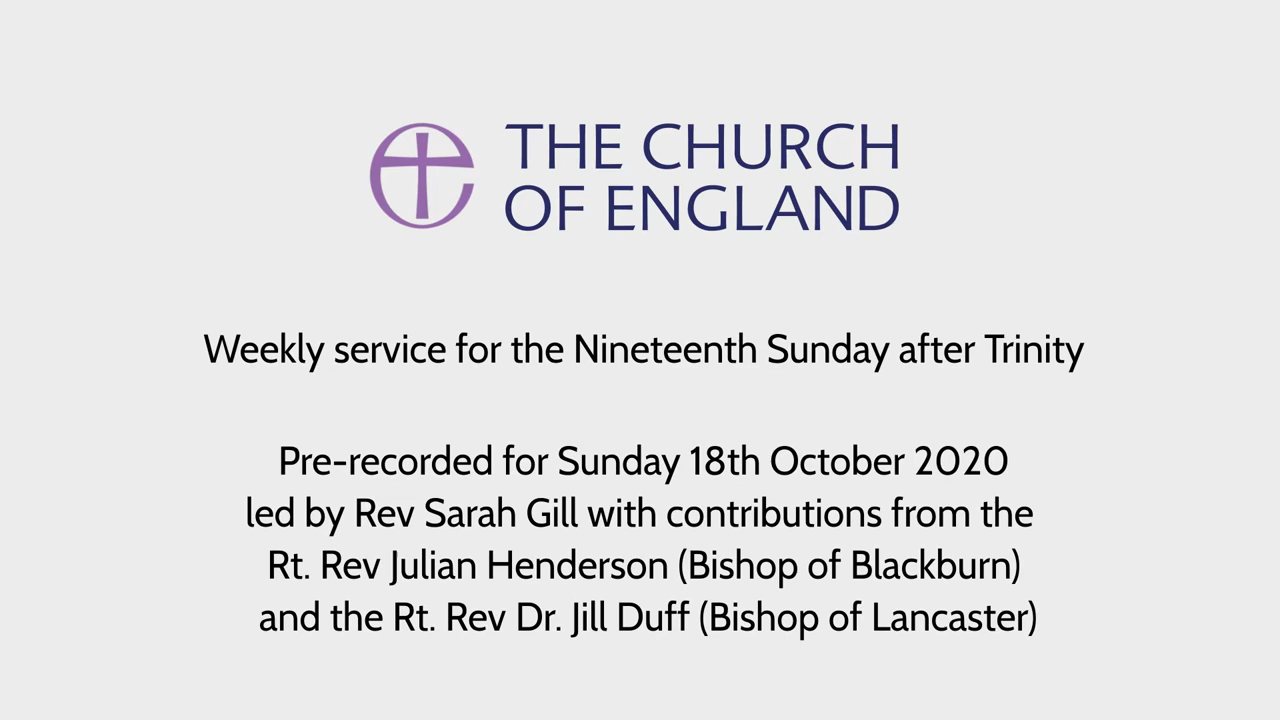 THE CHURCH
OF ENGLAND
Weekly service for the Nineteenth Sunday after Trinity
Pre-recorded for Sunday 18th October 2020
led by Rev Sarah Gill with contributions from the
Rt. Rev Julian Henderson (Bishop of Blackburn)
and the Rt. Rev Dr. Jill Duff (Bishop of Lancaster)